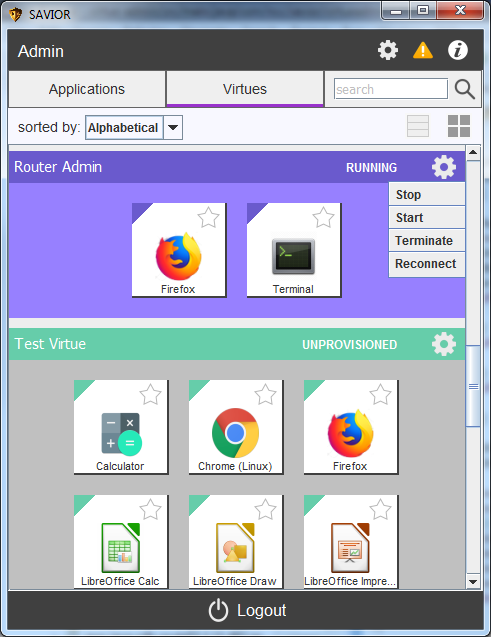 SAVIOR
Admin
Applications
Virtues
search
sorted by: Alphabetical
Router Admin RUNNING
Stop
Start
Terminate
Reconnect
Firefox Terminal
Test Virtue UNPROVISIONED
Calculator Chrome (Linux) Firefox
LibreOffice Calc LibreOffice Draw LibreOffice Impre...
Logout